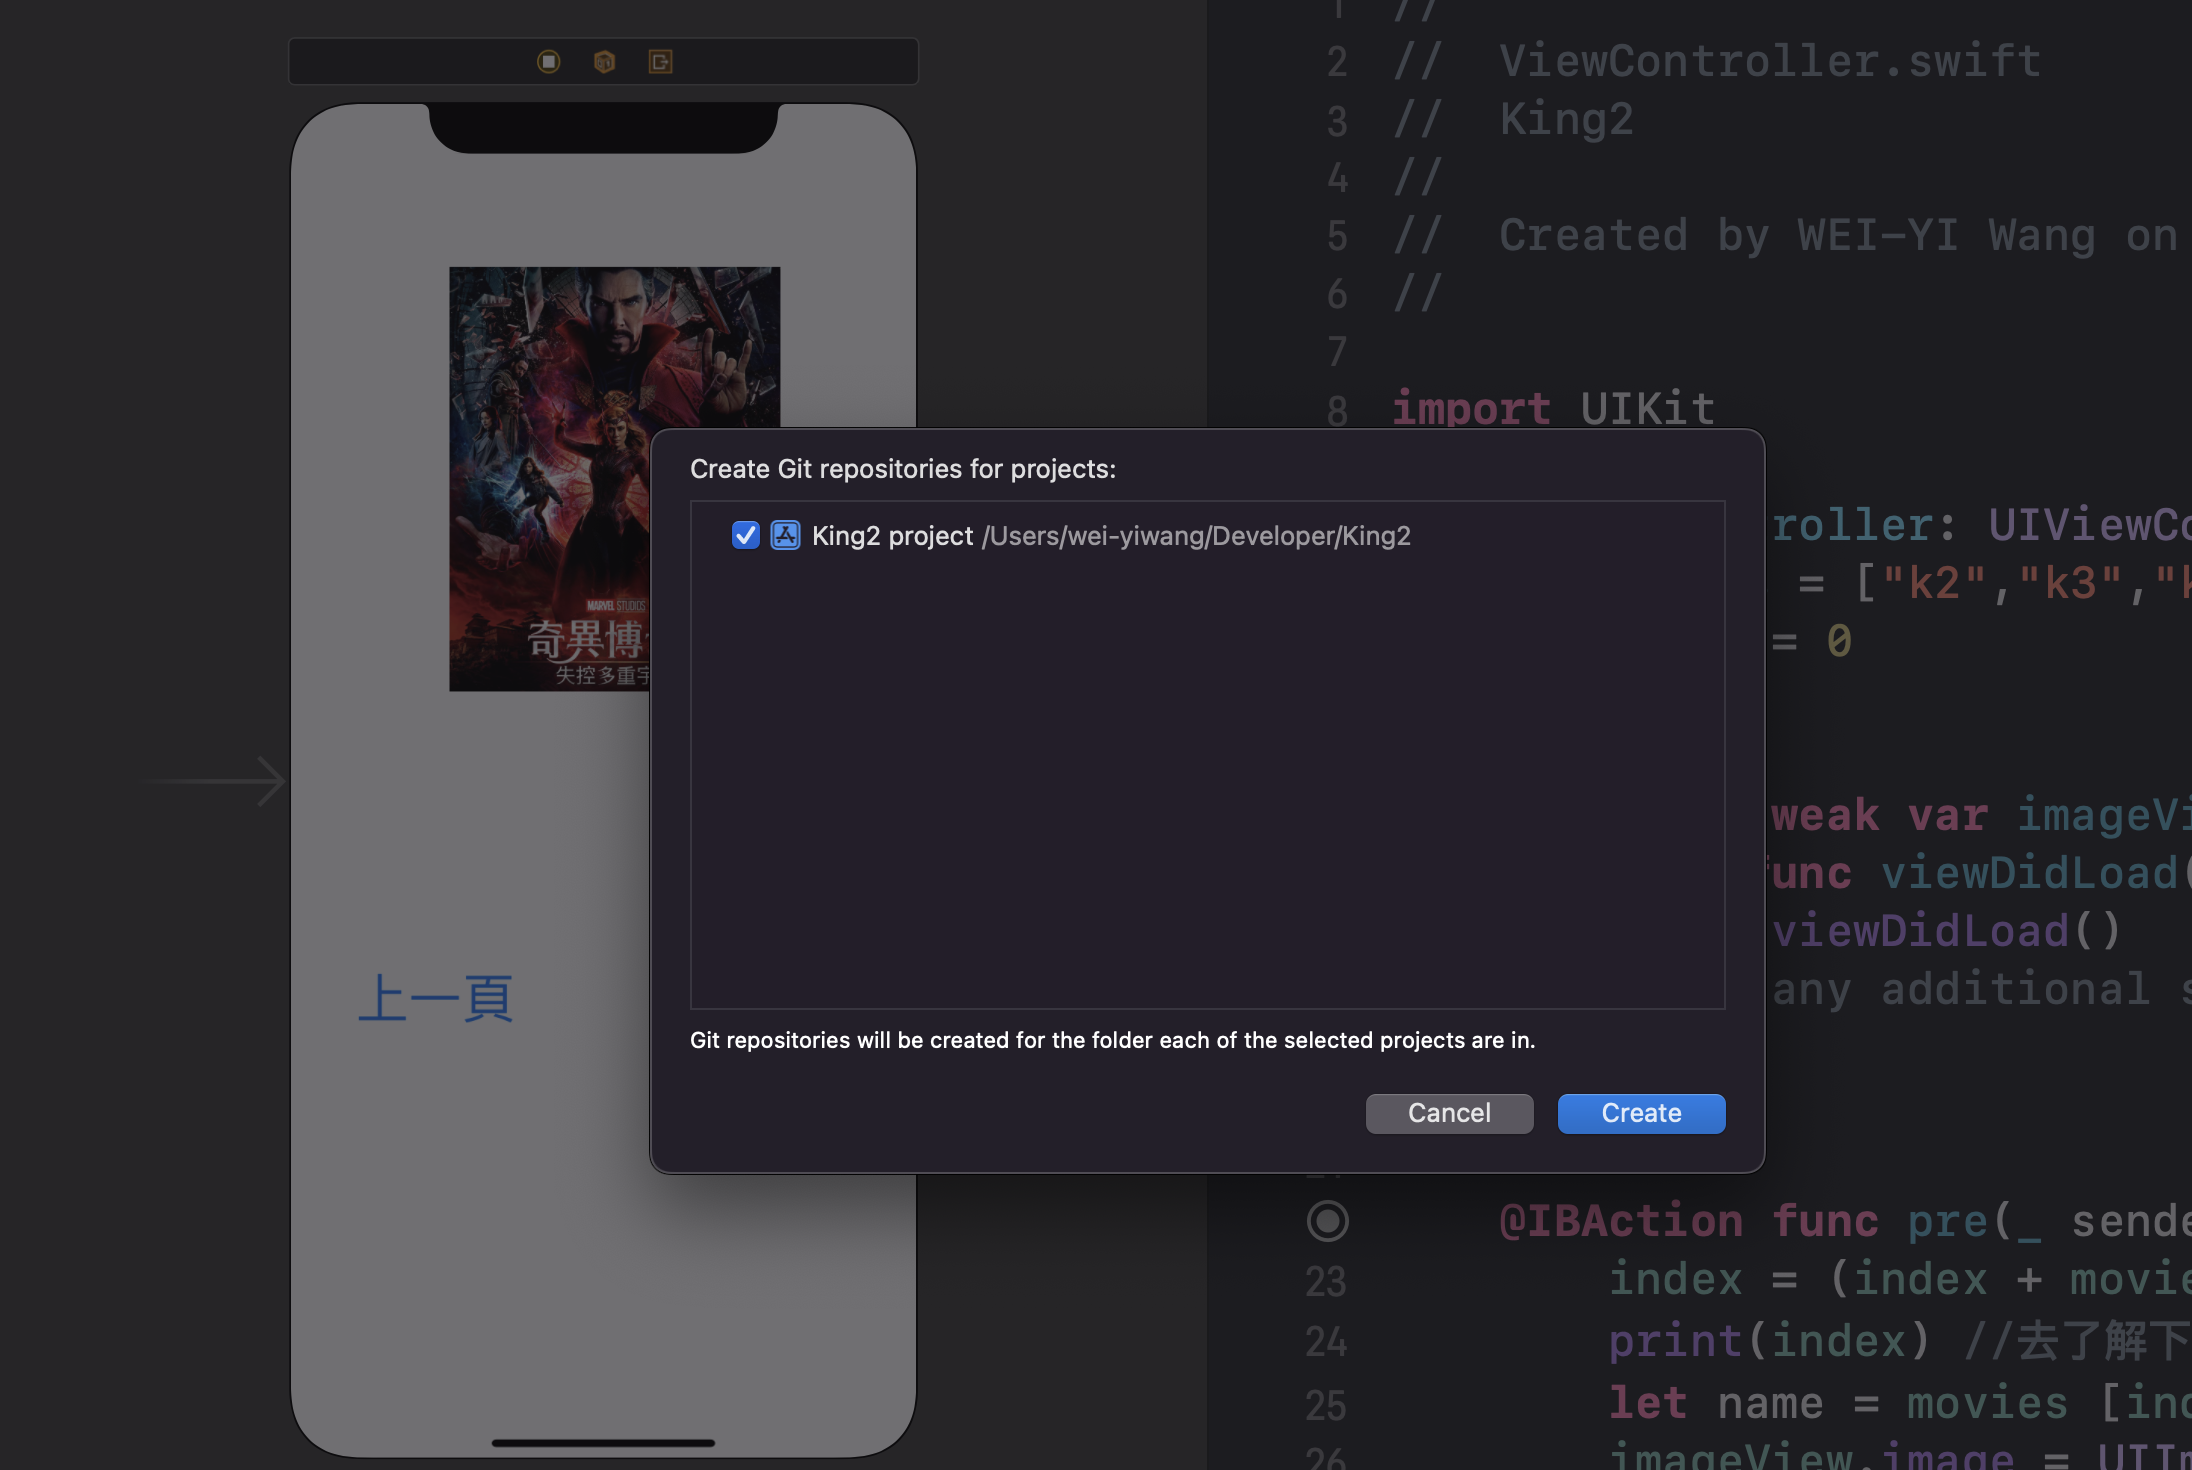 1 //
2 //  ViewController.swift
3 //  King2
4 //
5 //  Created by WEI-YI Wang on
6 //
7
8 import UIKit
MARVEL STUDIOS
奇異博
失控多重宇
上一頁
Create Git repositories for projects:
King2 project /Users/wei-yiwang/Developer/King2
Git repositories will be created for the folder each of the selected projects are in.
Cancel Create
roller: UIViewCo
= ["k2","k3","k
= 0
weak var imageVi
func viewDidLoad(
viewDidLoad()
any additional s
@IBAction func pre(_ sende
23 index = (index + movie
24 print(index) //去了解下
25 let name = movies [ind
26 imageView.image = UIIm